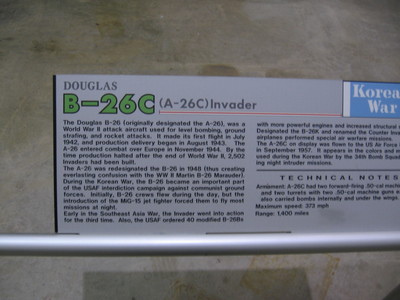 DOUGLAS
B-26C (A-26C) Invader
Korea
War
The Douglas B-26 (originally designated the A-26), was a
World War II attack aircraft used for level bombing, ground
strafing, and rocket attacks. It made its first flight in July
1942, and production delivery began in August 1943. The
A-26 entered combat over Europe in November 1944. By the
time production halted after the end of World War II, 2,502
Invaders had been built.
The A-26 was redesignated the B-26 in 1948 (thus creating
everlasting confusion with the WW II Martin B-26 Marauder).
During the Korean War, the B-26 became an important part
of the USAF interdiction campaign against communist ground
forces. Initially, B-26 crews flew during the day, but the
introduction of the MiG-15 jet fighter forced them to fly most
missions at night.
Early in the Southeast Asia War, the Invader went into action
for the third time. Also, the USAF ordered 40 modified B-26Bs
with more powerful engines and increased structural
Designated the B-26K and renamed the Counter Inva
airplanes performed special air warfare missions.
The A-26C on display was flown to the US Air Force
in September 1957. It appears in the colors and m
used during the Korean War by the 34th Bomb Squad
ing night intruder missions.
TECHNICAL NOTES
Armament: A-26C had two forward-firing .50-cal mach
and two turrets with two .50-cal machine guns e
also carried bombs internally and under the wings
Maximum speed: 373 mph
Range: 1,400 miles